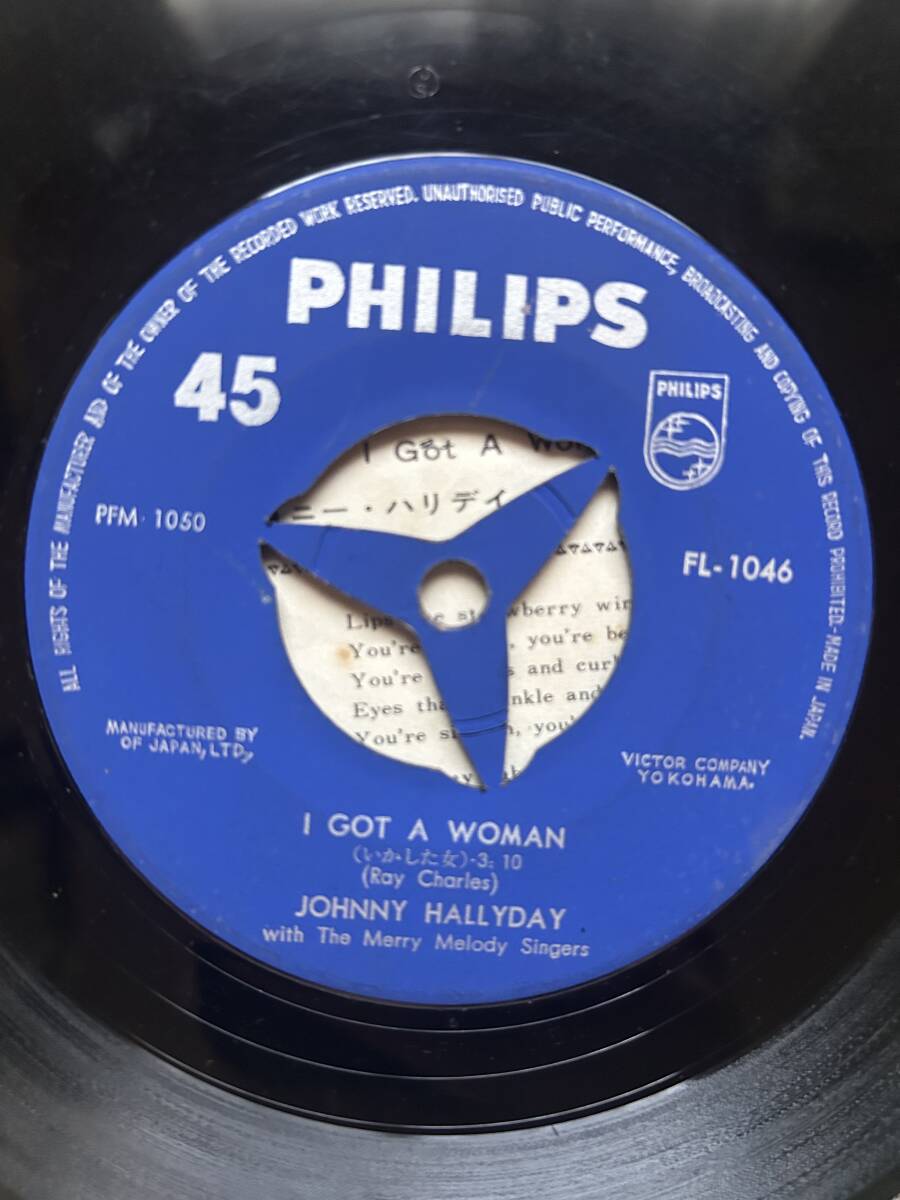 ALL RIGHTS OF THE MANUFACTURER AND OF THE OWNER OF THE RECORDED WORK RESERVED. UNAUTHORISED PUBLIC PERFORMANCE, BROADCASTING AND COPYING OF THIS RECORD PROHIBITED-MADE IN JAPAN.
PHILIPS
45
PHILIPS
PFM 1050
FL-1046
I Got A
ニー・ハリデイ
Lips
berry
You're
you're
You're
and
Eyes
nkle and
You're
MANUFACTURED BY
OF JAPAN, LTD,
VICTOR COMPANY
YOKOHAMA.
I GOT A WOMAN
(いかした女)-3:10
(Ray Charles)
JOHNNY HALLYDAY
with The Merry Melody Singers